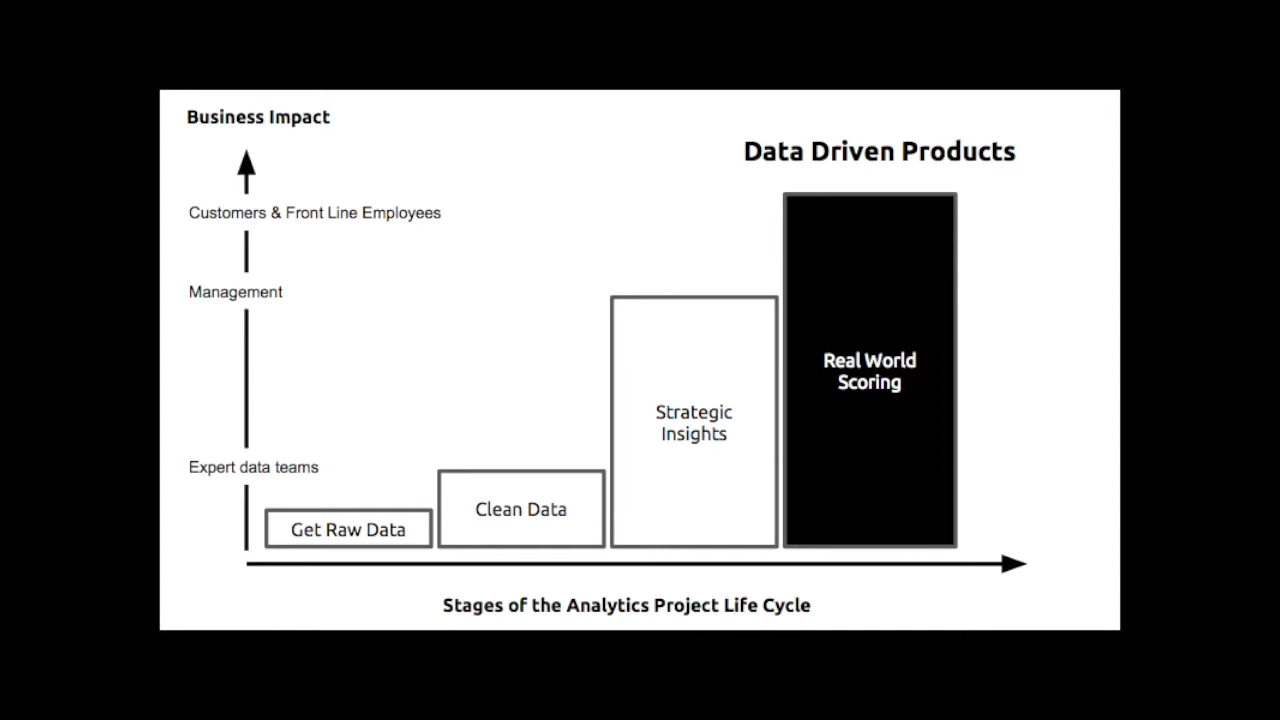 Business Impact
Data Driven Products
Customers & Front Line Employees
Management
Real World
Scoring
Strategic
Insights
Expert data teams
Clean Data
Get Raw Data
Stages of the Analytics Project Life Cycle